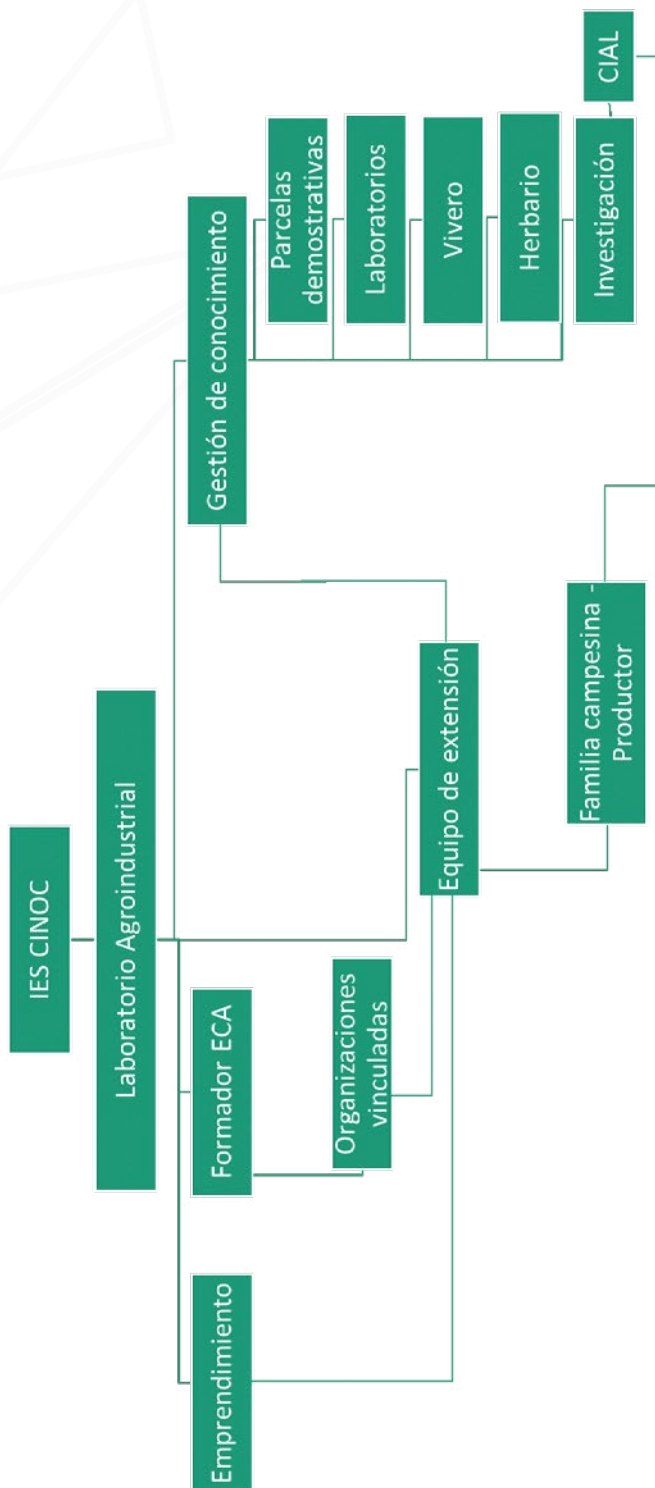 IES CINOC
Laboratorio Agroindustrial
Emprendimiento
Formador ECA
Gestión de conocimiento
Organizaciones
vinculadas
Equipo de extensión
Parcelas
demostrativas
Laboratorios
Vivero
Herbario
Investigación
CIAL
Familia campesina -
Productor